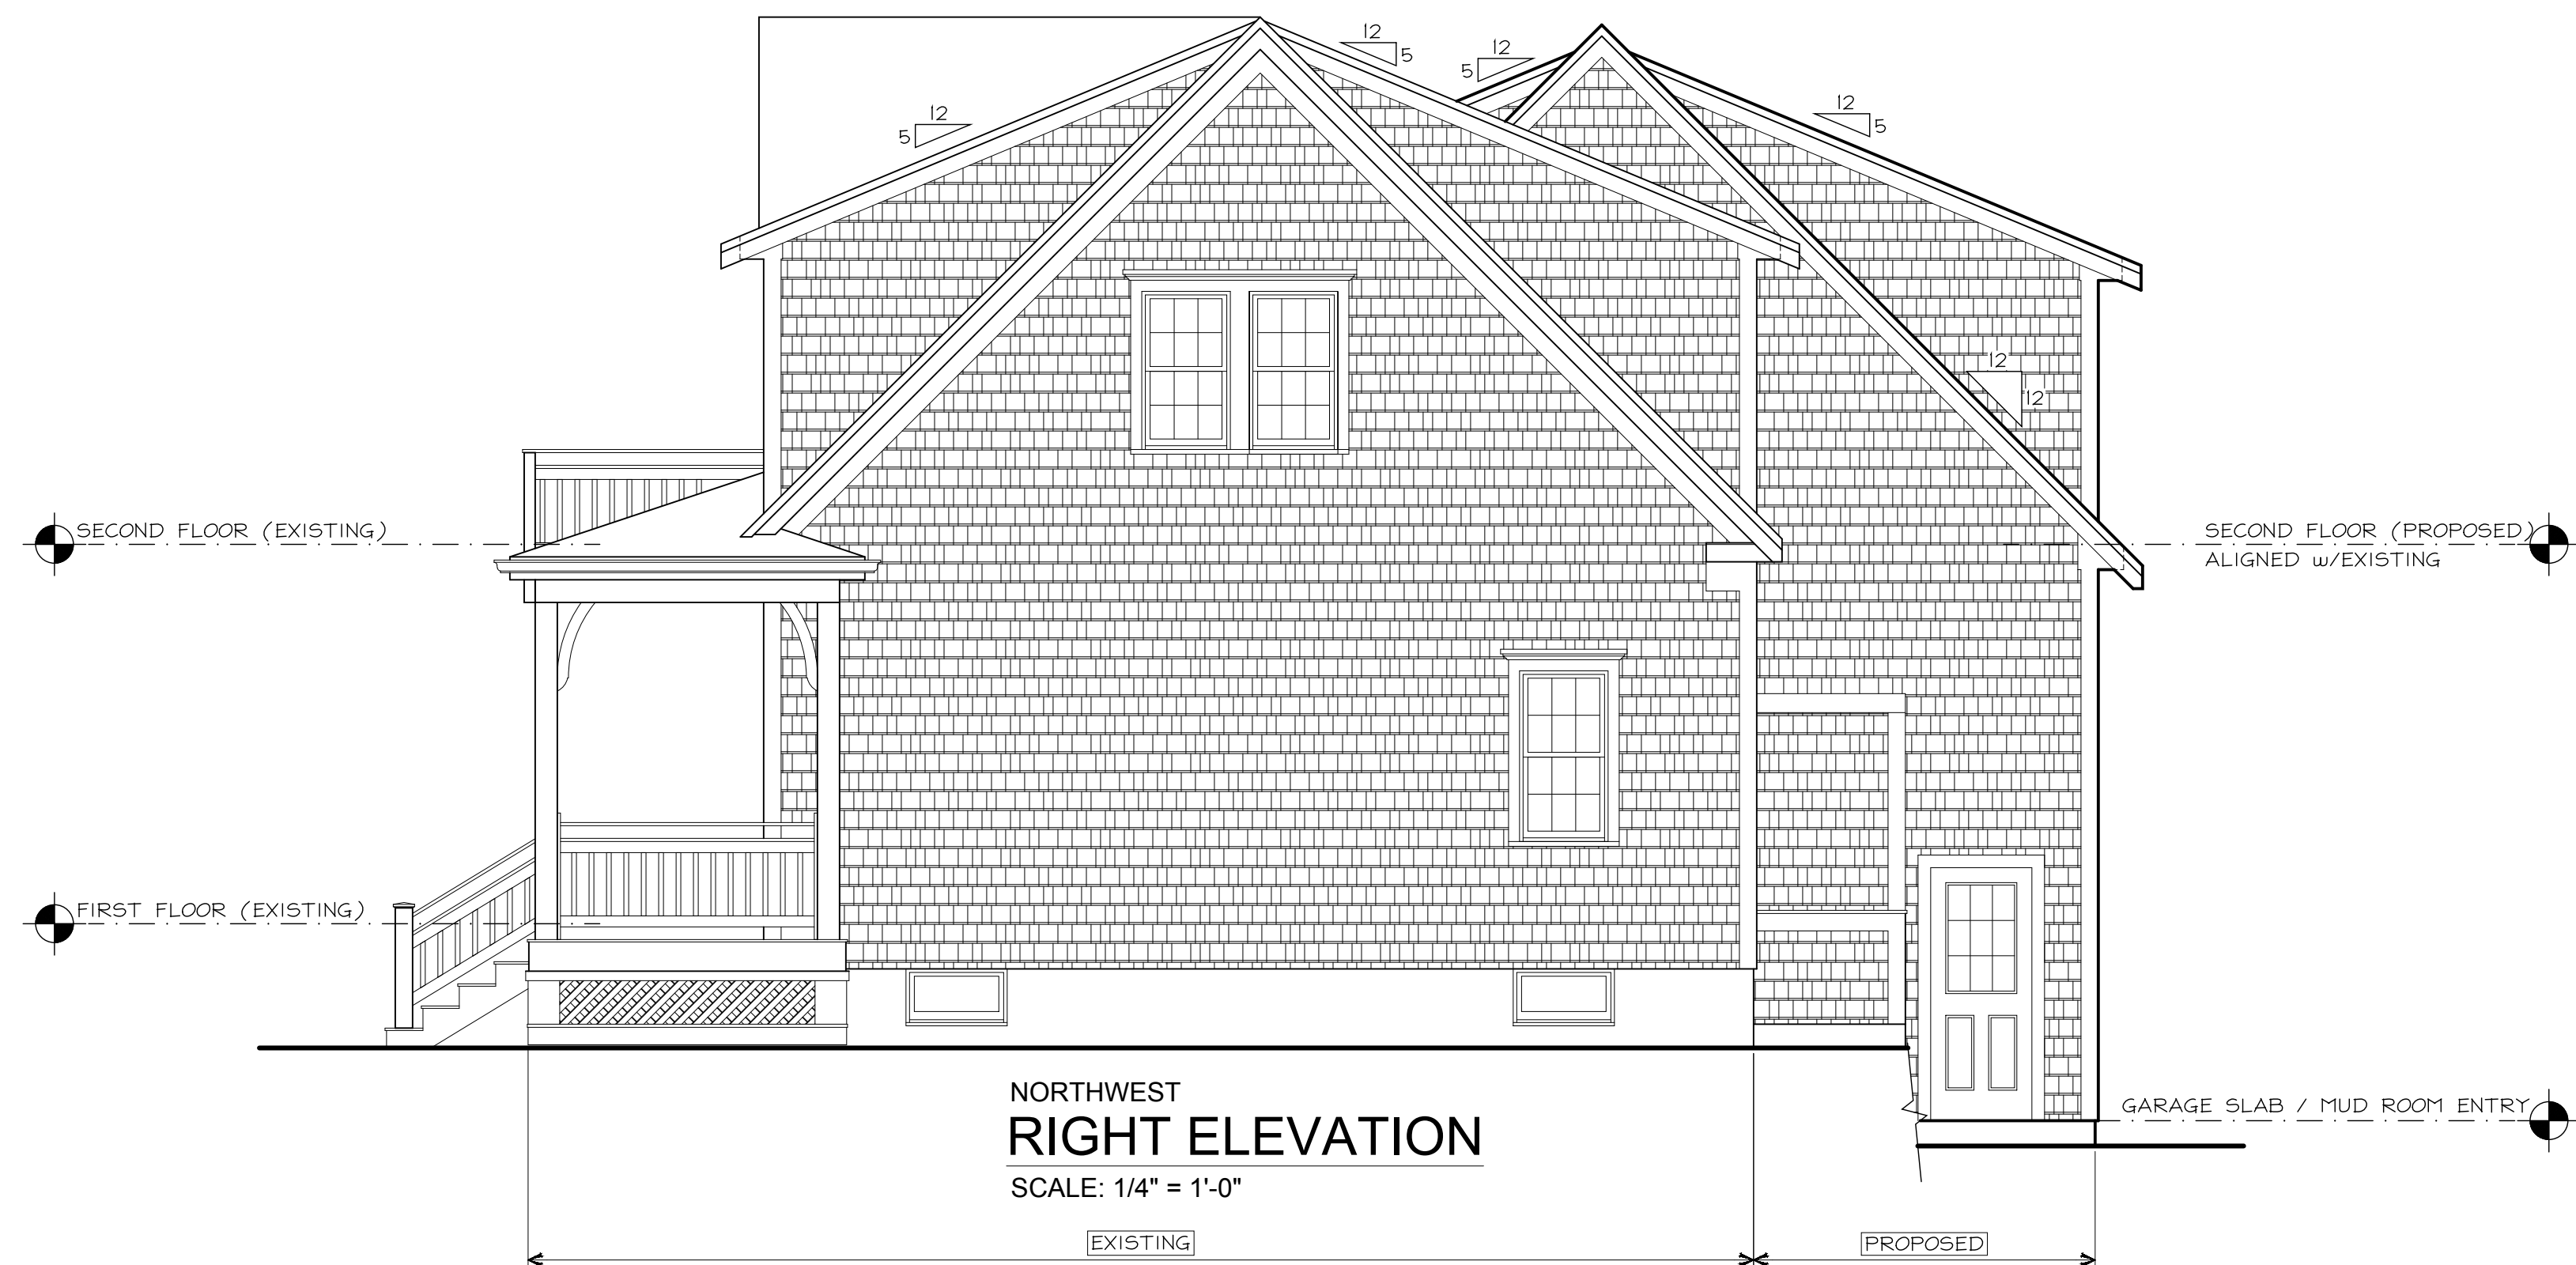 12
5
12
5
12
5
12
5
12
12
SECOND FLOOR (EXISTING)
SECOND FLOOR (PROPOSED)
ALIGNED w/EXISTING
FIRST FLOOR (EXISTING)
GARAGE SLAB / MUD ROOM ENTRY
NORTHWEST
RIGHT ELEVATION
SCALE: 1/4" = 1'-0"
EXISTING
PROPOSED